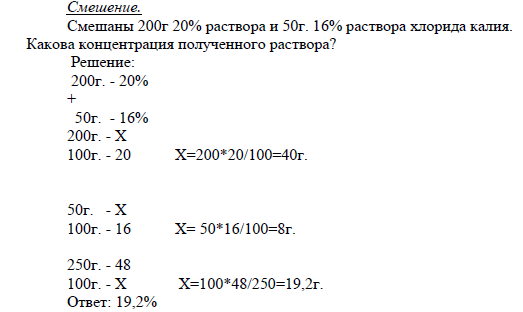 Смешение.
Смешаны 200г 20% раствора и 50г. 16% раствора хлорида калия.
Какова концентрация полученного раствора?
Решение:
200г. - 20%
+
50г. - 16%
200г. - Х
100г. - 20 Х=200*20/100=40г.
50г. - Х
100г. - 16 Х= 50*16/100=8г.
250г. - 48
100г. - Х Х=100*48/250=19,2г.
Ответ: 19,2%